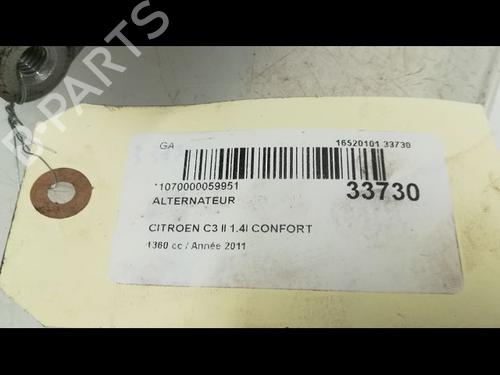 GA 16520101 33730
*1070000059951 33730
ALTERNATEUR
CITROEN C3 II 1.4I CONFORT
1360 cc / Année 2011
B-PARTS